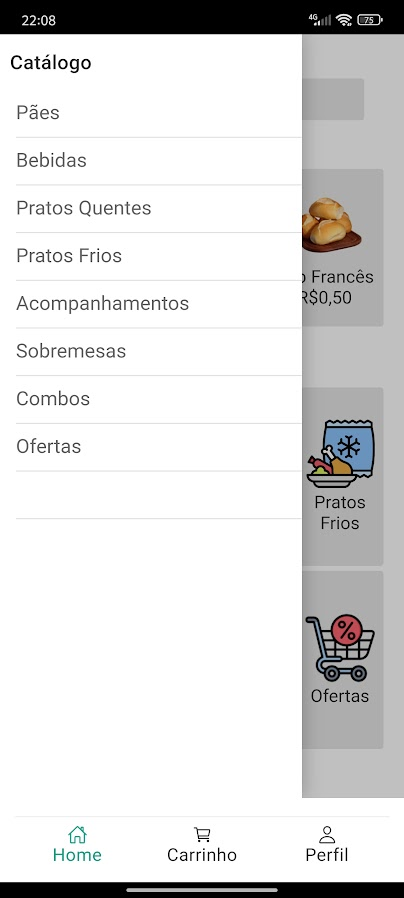 22:08
4G
75
Catálogo
Pães
Bebidas
Pratos Quentes
Pratos Frios
Acompanhamentos
Sobremesas
Combos
Ofertas
Francês
R$0,50
Pratos
Frios
%
Ofertas
Home
Carrinho
Perfil